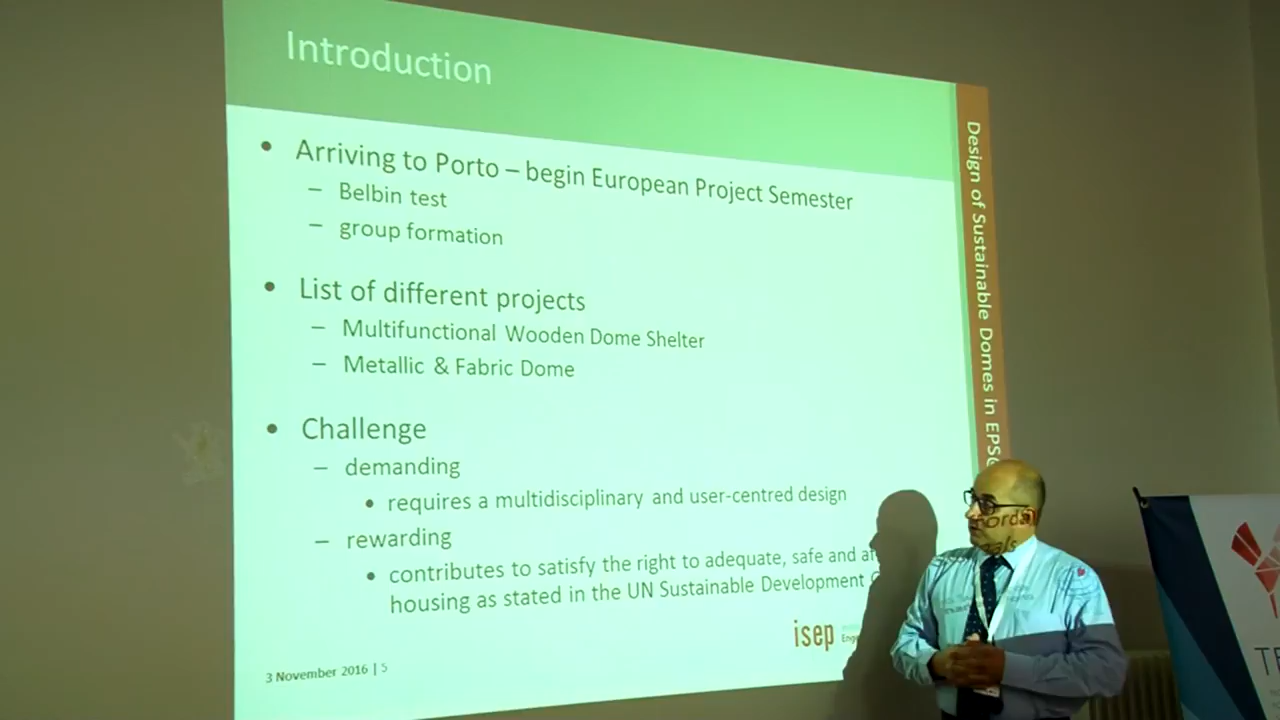 Introduction
• Arriving to Porto – begin European Project Semester
– Belbin test
– group formation
• List of different projects
– Multifunctional Wooden Dome Shelter
– Metallic & Fabric Dome
• Challenge
– demanding
• requires a multidisciplinary and user-centred design
– rewarding
• contributes to satisfy the right to adequate, safe and af
housing as stated in the UN Sustainable Development
isep
3 November 2016 | 5
Design of Sustainable Domes in EPS@
TE